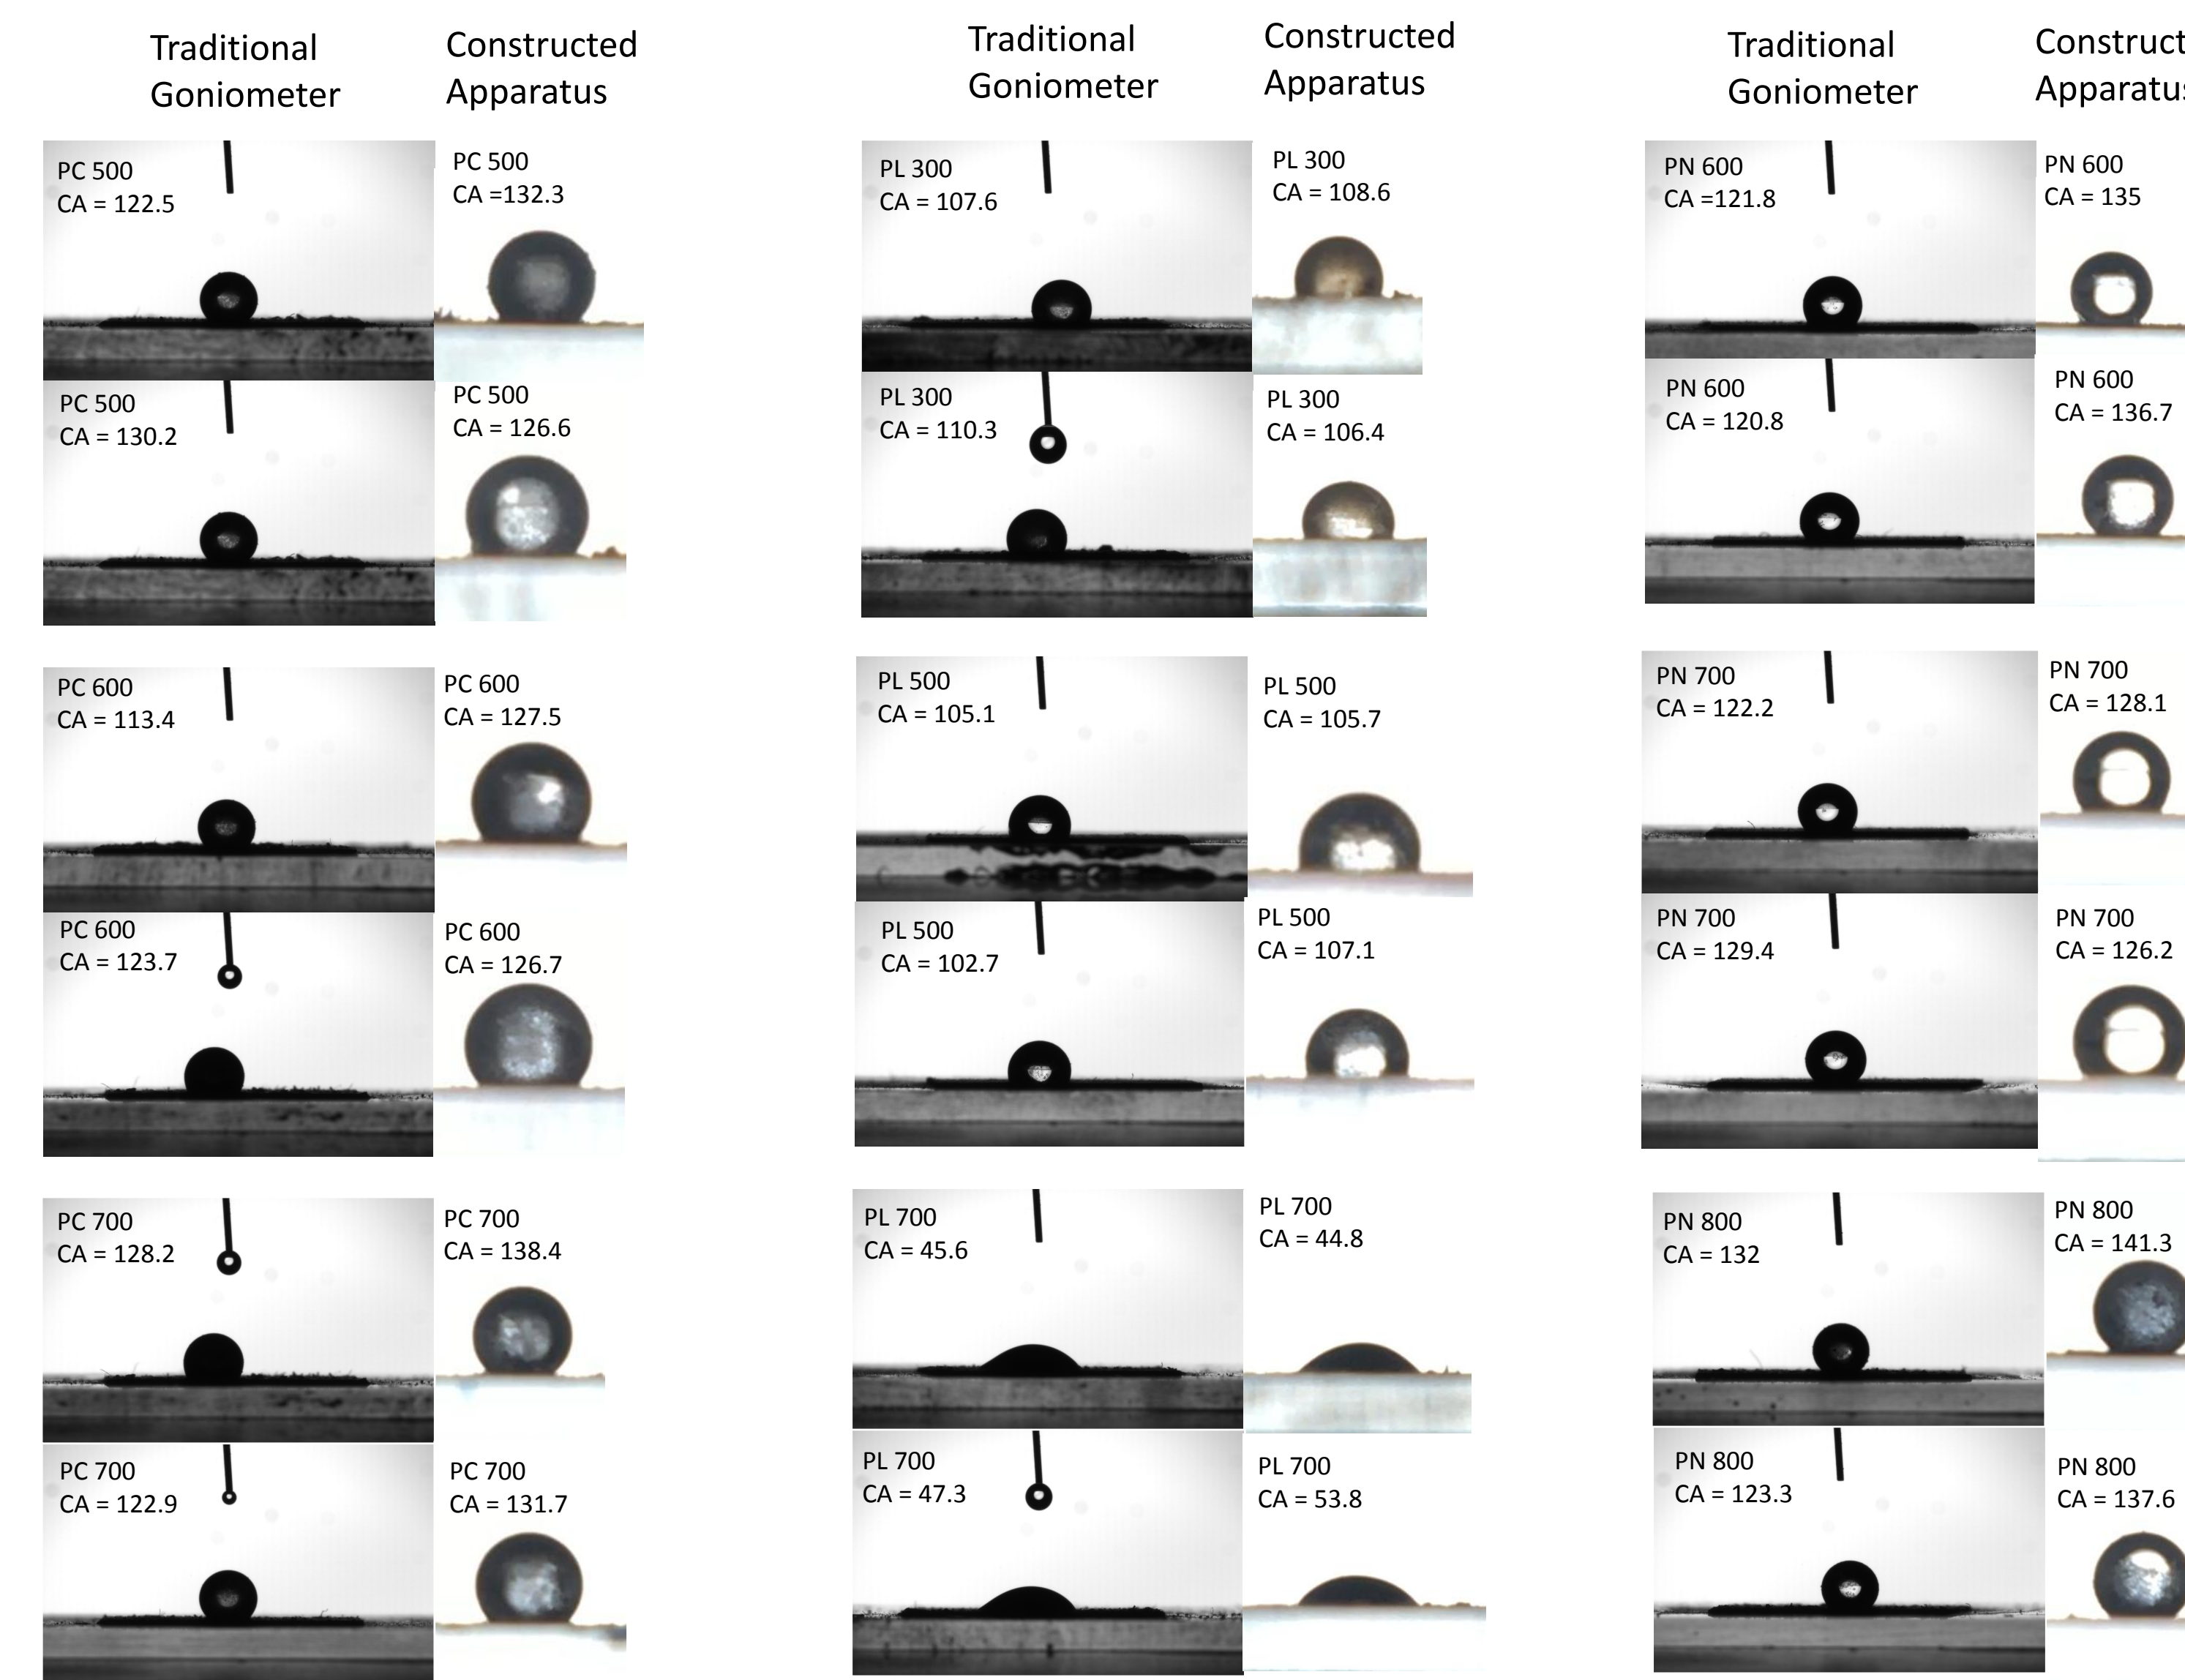 Traditional
Goniometer
Constructed
Apparatus
Traditional
Goniometer
Constructed
Apparatus
Traditional
Goniometer
Construct
Apparatus
PC 500
CA = 122.5
PC 500
CA =132.3
PL 300
CA = 107.6
PL 300
CA = 108.6
PN 600
CA =121.8
PN 600
CA = 135
PC 500
CA = 130.2
PC 500
CA = 126.6
PL 300
CA = 110.3
PL 300
CA = 106.4
PN 600
CA = 120.8
PN 600
CA = 136.7
PC 600
CA = 113.4
PC 600
CA = 127.5
PL 500
CA = 105.1
PL 500
CA = 105.7
PN 700
CA = 122.2
PN 700
CA = 128.1
PC 600
CA = 123.7
PC 600
CA = 126.7
PL 500
CA = 102.7
PL 500
CA = 107.1
PN 700
CA = 129.4
PN 700
CA = 126.2
PC 700
CA = 128.2
PC 700
CA = 138.4
PL 700
CA = 45.6
PL 700
CA = 44.8
PN 800
CA = 132
PN 800
CA = 141.3
PC 700
CA = 122.9
PC 700
CA = 131.7
PL 700
CA = 47.3
PL 700
CA = 53.8
PN 800
CA = 123.3
PN 800
CA = 137.6